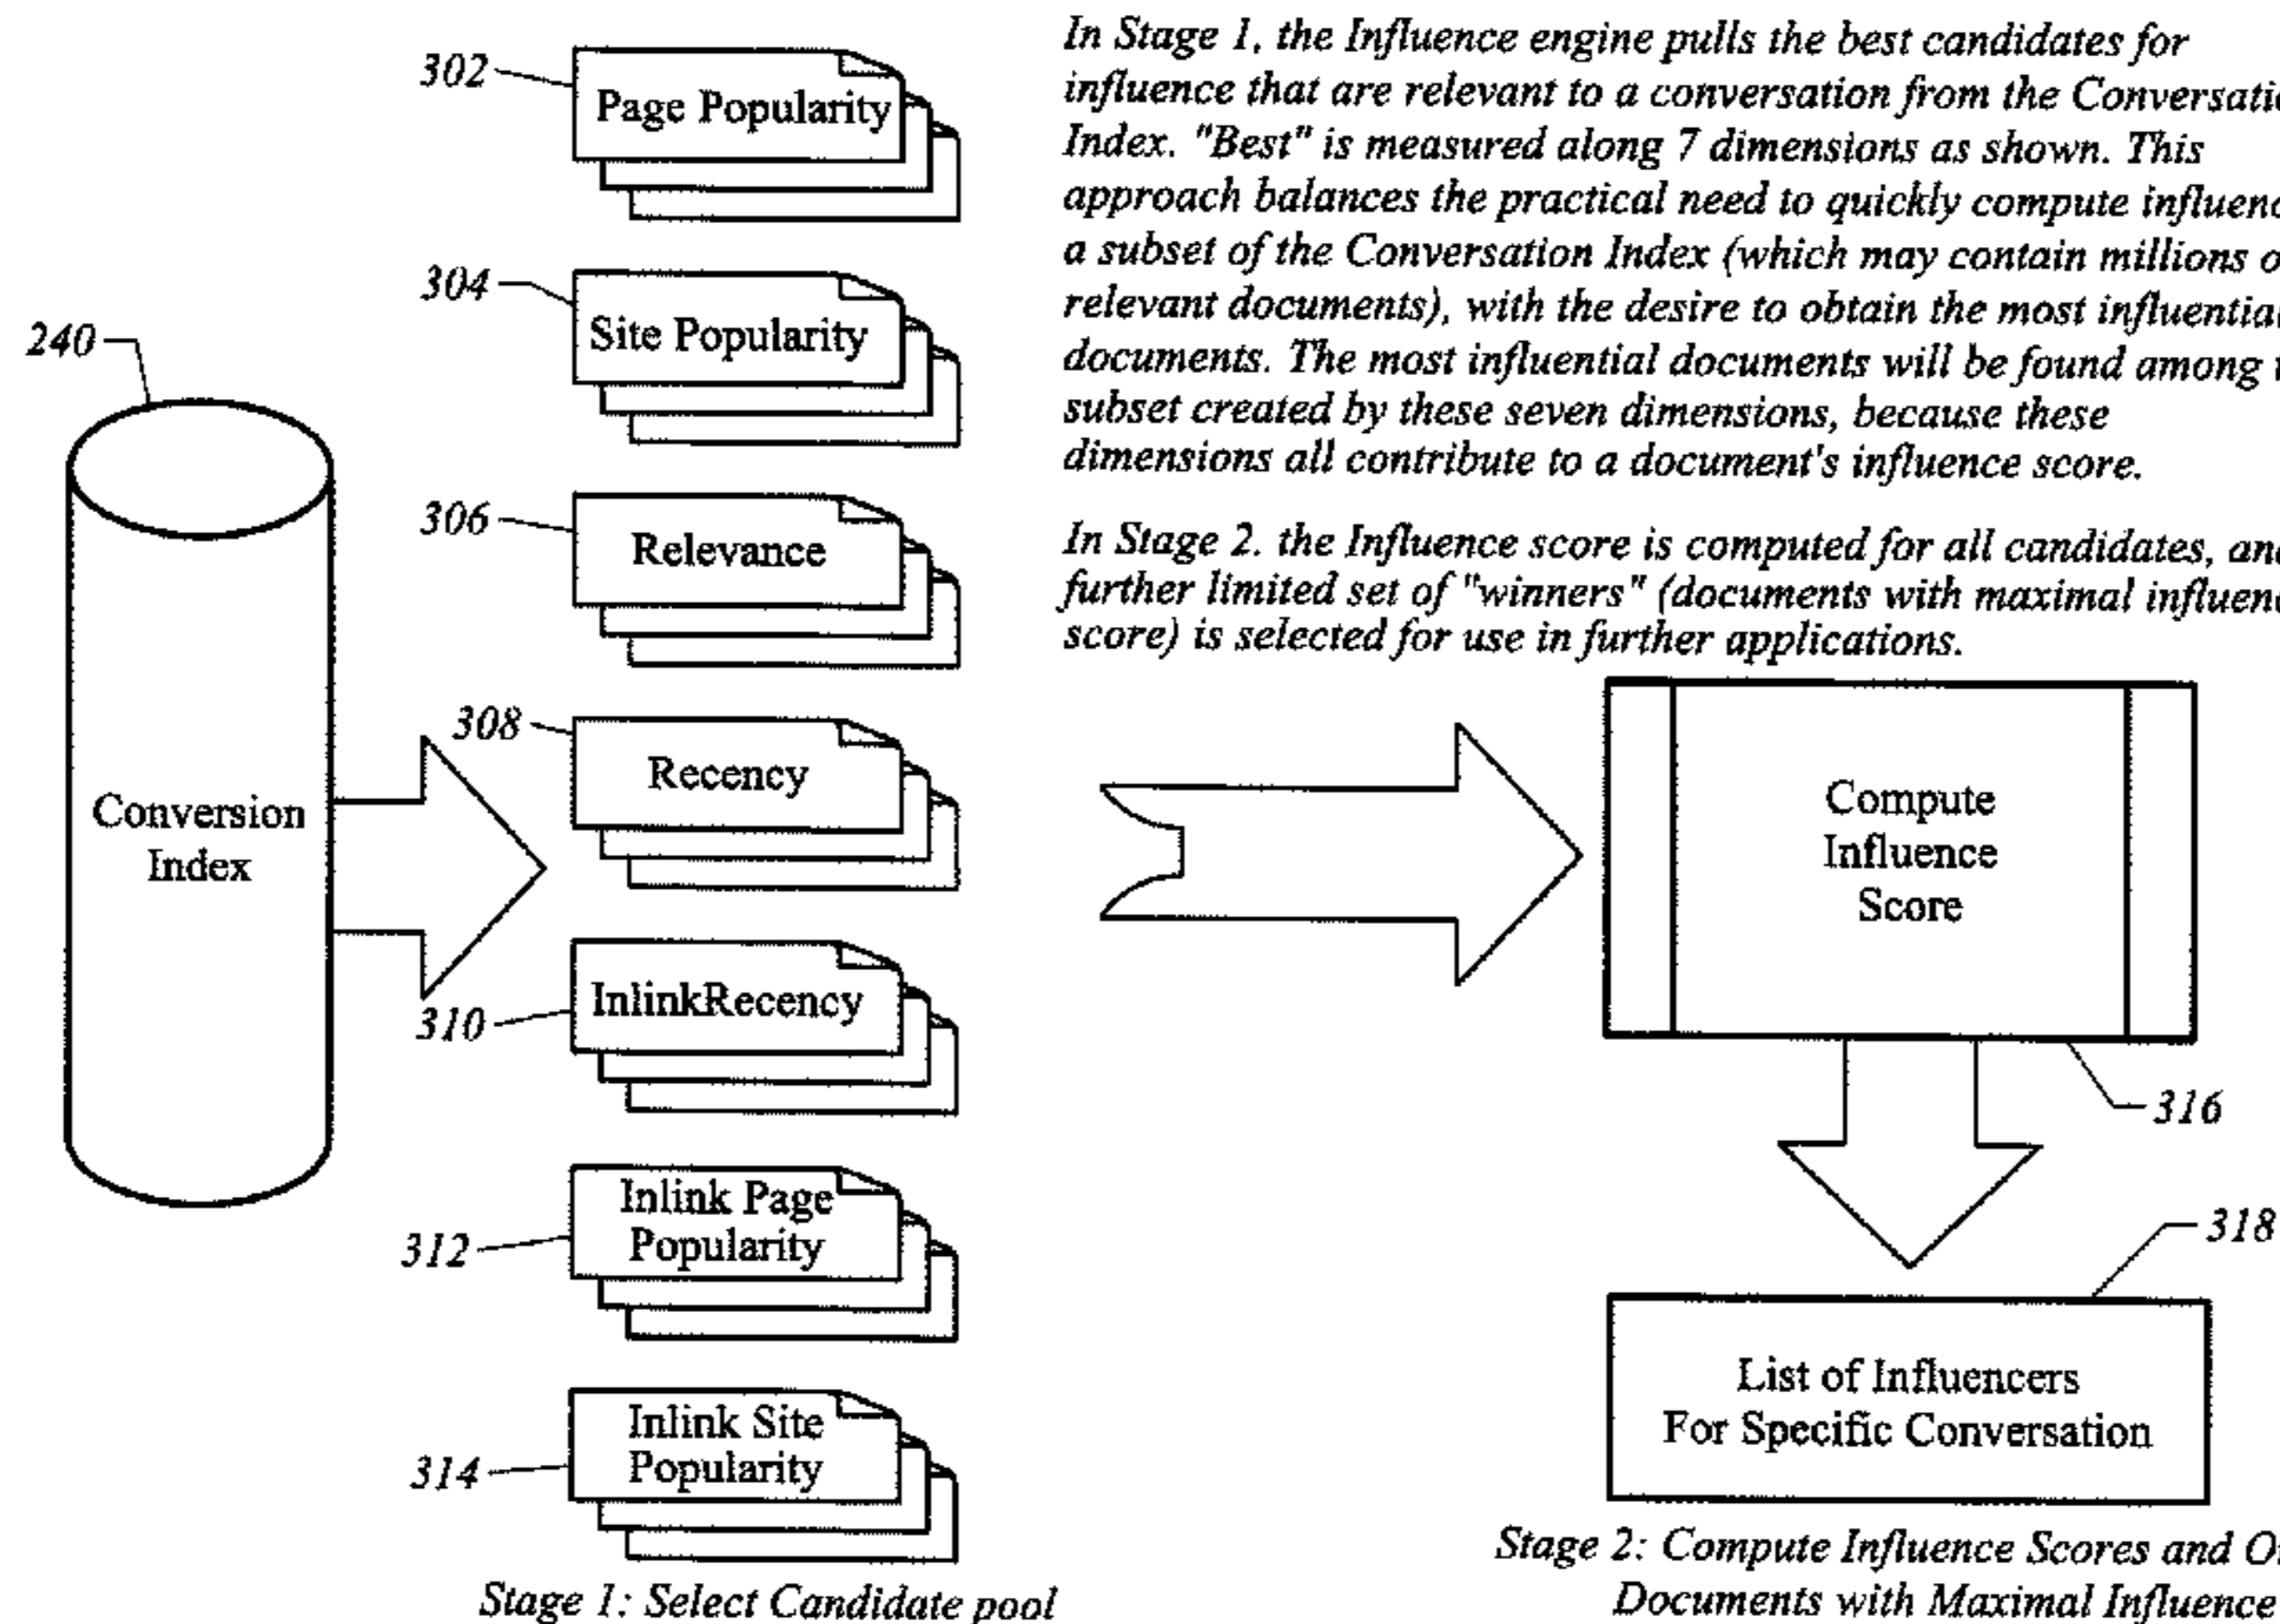 302
Page Popularity
304
Site Popularity
240
306
Relevance
308
Recency
Conversion
Index
310
InlinkRecency
312
Inlink Page
Popularity
314
Inlink Site
Popularity
Stage 1: Select Candidate pool
In Stage 1, the Influence engine pulls the best candidates for
influence that are relevant to a conversation from the
Index. "Best" is measured along 7 dimensions as shown. This
approach balances the practical need to quickly compute
a subset of the Conversation Index (which may contain millions
relevant documents), with the desire to obtain the most influential
documents. The most influential documents will be found among
subset created by these seven dimensions, because these
dimensions all contribute to a document's influence score.
In Stage 2. the Influence score is computed for all candidates,
further limited set of "winners" (documents with maximal
score) is selected for use in further applications.
Compute
Influence
Score
316
318
List of Influencers
For Specific Conversation
Stage 2: Compute Influence Scores and
Documents with Maximal Influence